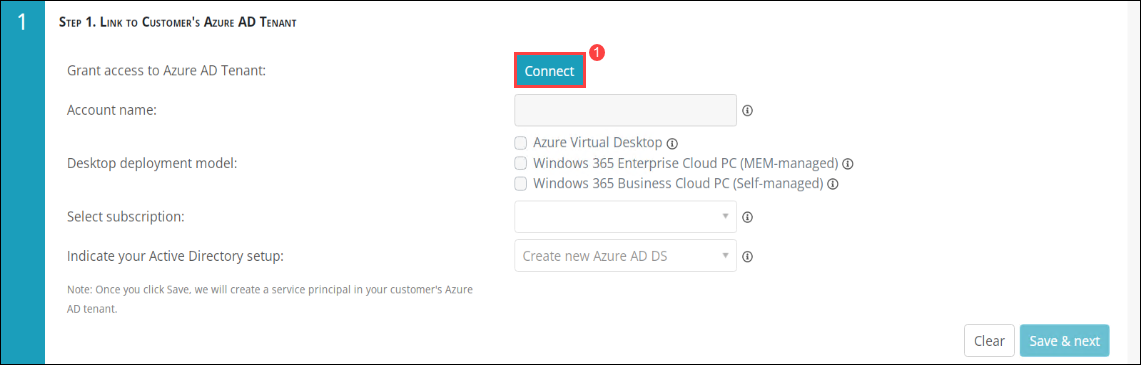 1
Step 1. Link to Customer's Azure AD Tenant
Grant access to Azure AD Tenant:
Connect
1
Account name:
Desktop deployment model:
Azure Virtual Desktop
Windows 365 Enterprise Cloud PC (MEM-managed)
Windows 365 Business Cloud PC (Self-managed)
Select subscription:
Indicate your Active Directory setup:
Create new Azure AD DS
Note: Once you click Save, we will create a service principal in your customer's Azure
AD tenant.
Clear
Save & next